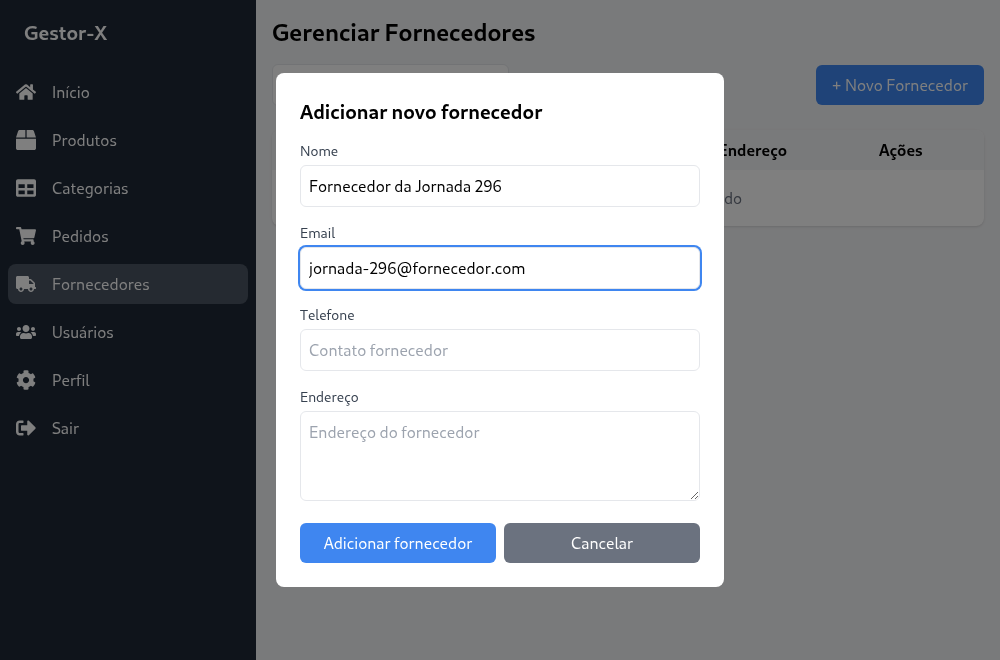 Gestor-X
Início
Produtos
Categorias
Pedidos
Fornecedores
Usuários
Perfil
Sair
Gerenciar Fornecedores
+ Novo Fornecedor
Endereço
Ações
Adicionar novo fornecedor
Nome
Fornecedor da Jornada 296
Email
jornada-296@fornecedor.com
Telefone
Contato fornecedor
Endereço
Endereço do fornecedor
Adicionar fornecedor
Cancelar